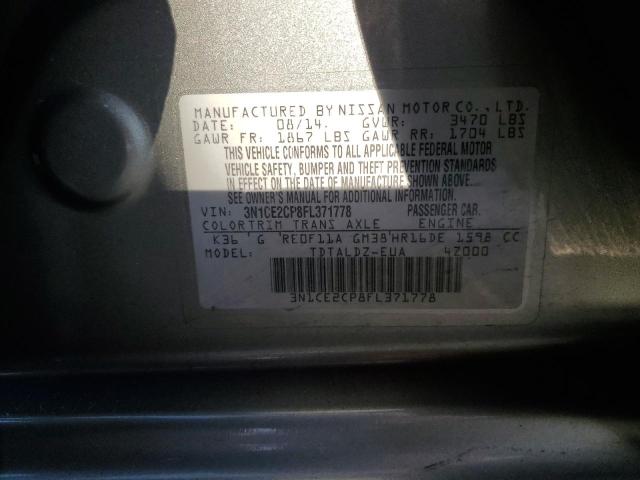 MANUFACTURED BY NISSAN MOTOR CO., LTD.
DATE: 08/14. GVWR: 3470 LBS
GAWR FR: 1867 LBS GAWR RR: 1704 LBS
THIS VEHICLE CONFORMS TO ALL APPLICABLE FEDERAL MOTOR
VEHICLE SAFETY, BUMPER AND THEFT PREVENTION STANDARDS
IN EFFECT ON THE DATE OF MANUFACTURE SHOWN ABOVE.
SEE OWNER'S MANUAL FOR ADDITIONAL INFORMATION.
VIN: 3N1CE2CP8FL371778 PASSENGER CAR.
COLOR TRIM TRANS AXLE ENGINE
K36 G RE0F11A GM38 HR16DE 1598 CC
MODEL: TDTALDZ-EUA 4Z000
3N1CE2CP8FL371778